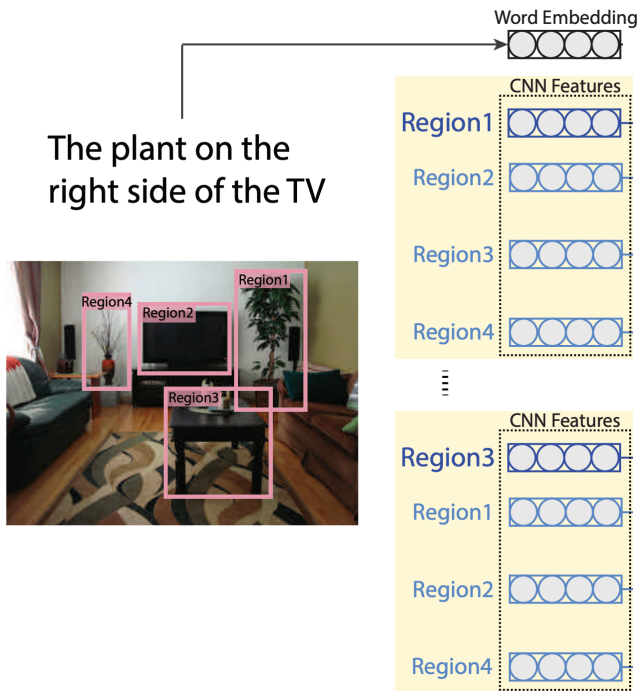 Word Embedding
The plant on the
right side of the TV
Region1
Region4
Region2
Region3
CNN Features
Region1
Region2
Region3
Region4
CNN Features
Region3
Region1
Region2
Region4